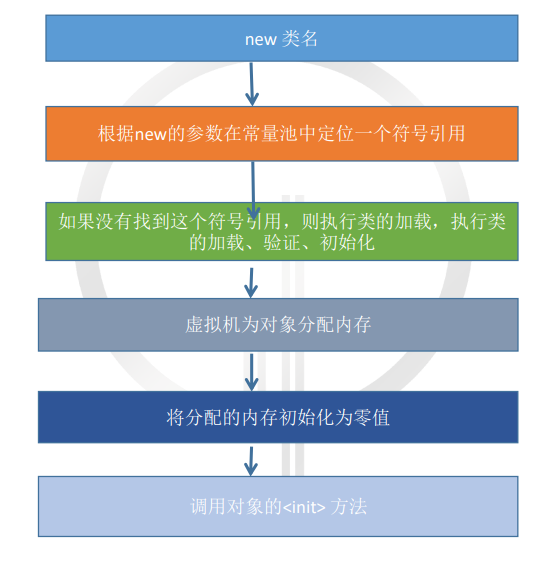 new 类名
根据new的参数在常量池中定位一个符号引用
如果没有找到这个符号引用，则执行类的加载，执行类
的加载、验证、初始化
虚拟机为对象分配内存
将分配的内存初始化为零值
调用对象的<init> 方法